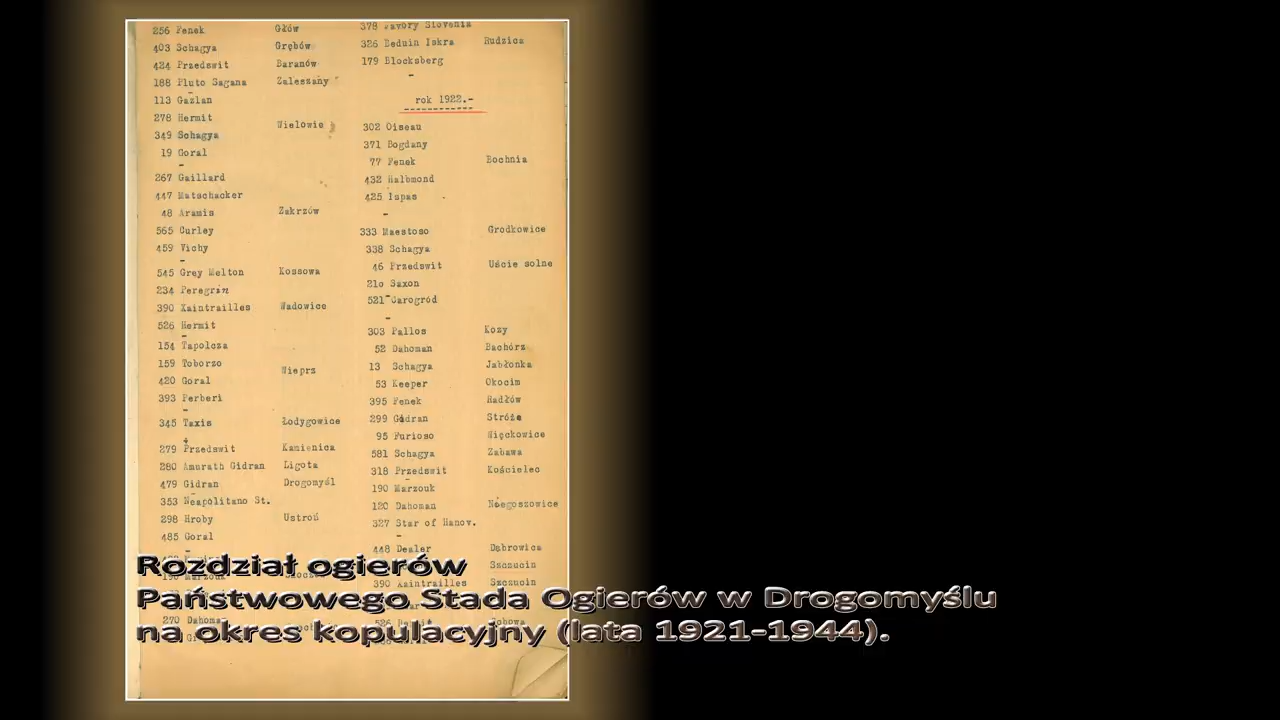 256 Fenek Głów
403 Schagya Grębów
424 Przedswit Baranów
188 Pluto Sagana Zaleszany
113 Gazlan
278 Hermit
349 Schagya Wielowie
19 Goral
-
267 Gaillard
447 Matschacker
48 Aramis Zakrzów
565 Curley
459 Vichy
-
545 Grey Melton Kossowa
234 Peregrin
390 Xaintrailles Wadowice
526 Hermit
-
154 Tapolcza
159 Toborzo
420 Goral Wieprz
393 Ferberi
-
345 Taxis Łodygowice
279 Przedswit Kamienica
280 Amurath Gidran Ligota
479 Gidran Drogomyśl
-
353 Neapolitano St.
298 Hroby Ustroń
485 Goral
-
270 Dahoman
378 Favory Slovenia
326 Beduin Iskra Rudzica
179 Blocksberg
-
rok 1922.-
302 Oiseau
371 Bogdany
77 Fenek Bochnia
432 Halbmond
425 Ispas
-
333 Maestoso Grodkowice
338 Schagya
46 Przedswit Uście solne
21o Saxon
521 Carogród
-
303 Pallos Kozy
52 Dahoman Bachórz
13 Schagya Jabłonka
53 Keeper Okocim
395 Fenek Radłów
299 Gidran Stróże
95 Furioso Więckowice
581 Schagya Zabawa
318 Przedswit Kościelec
-
190 Marzouk
120 Dahoman Niegoszowice
327 Star of Hanov.
-
448 Dealer Dąbrowica
Szczucin
390 Xaintrailles Szczucin
Rozdział ogierów
Państwowego Stada Ogierów w Drogomyślu
na okres kopulacyjny (lata 1921-1944).